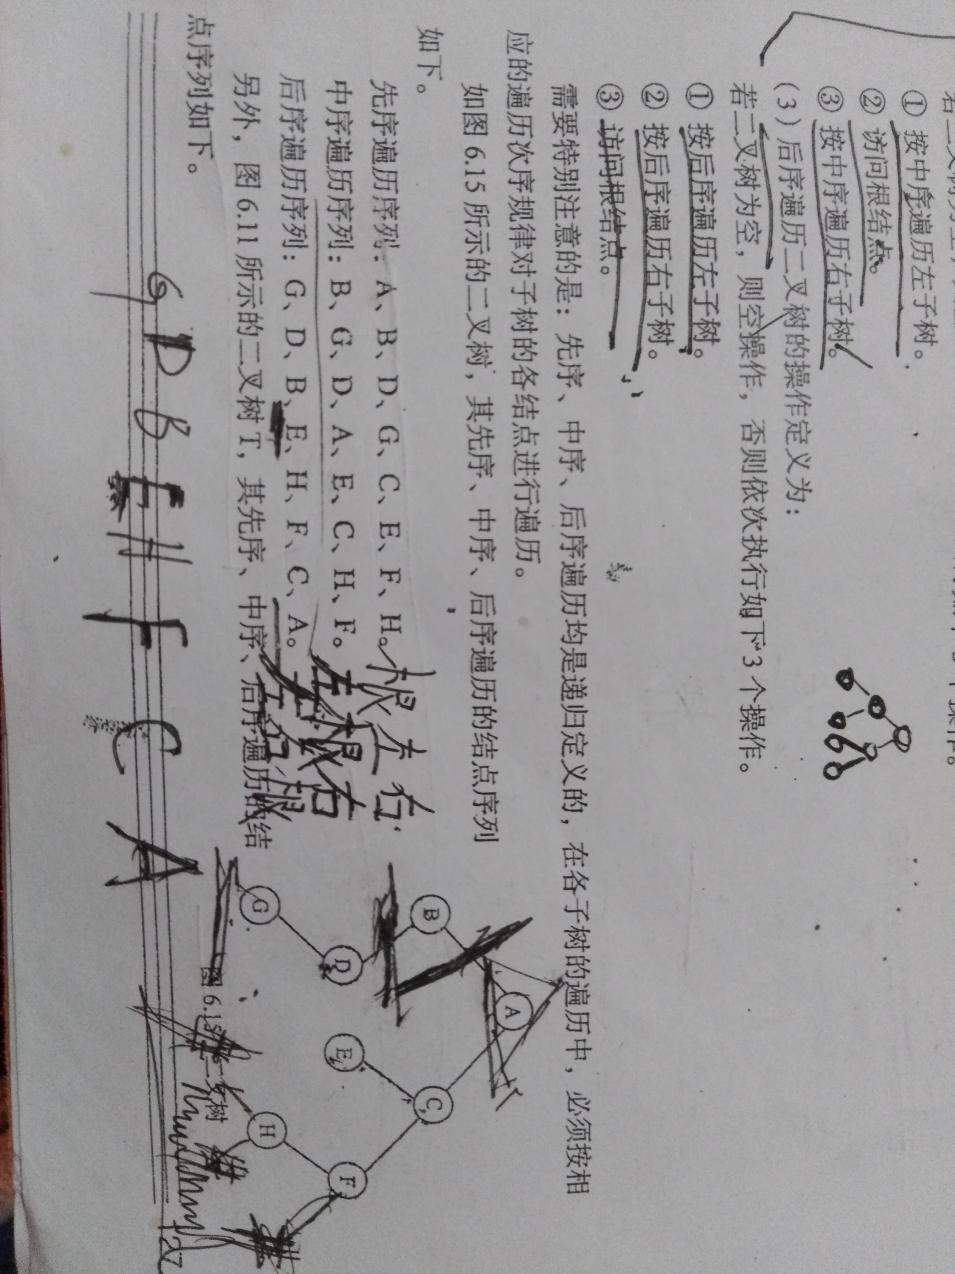 ① 按中序遍历左子树。
② 访问根结点。
③ 按中序遍历右子树。
(3)后序遍历二叉树的操作定义为:
若二叉树为空,则空操作,否则依次执行如下3个操作。
① 按后序遍历左子树。
② 按后序遍历右子树。
③ 访问根结点。
需要特别注意的是:先序、中序、后序遍历均是递归定义的,在各子树的遍历中,必须按相
应的遍历次序规律对子树的各结点进行遍历。
如图6.15所示的二叉树,其先序、中序、后序遍历的结点序列
如下。
先序遍历序列:A、B、D、G、C、E、F、H。根左右
中序遍历序列:B、G、D、A、E、C、H、F。左根右
后序遍历序列:G、D、B、E、H、F、C、A。左右根
另外,图6.11所示的二叉树T,其先序、中序、后序遍历的结
点序列如下。
A
B
C
D
E
F
G
H
图6.15 二叉树
G D B E H F C A
127